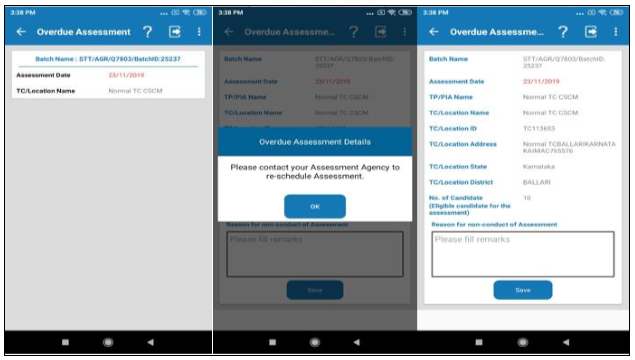 3:38 PM
Overdue Assessment ?
Batch Name : STT/AGR/Q7803/BatchID:25237
Assessment Date 23/11/2019
TC/Location Name Normal TC CSCM
3:38 PM
Overdue Assessme... ?
Batch Name STT/AGR/Q7803/BatchID:
25237
Assessment Date 23/11/2019
TP/PIA Name Normal TC CSCM
TC/Location Name Normal TC CSCM
Overdue Assessment Details
Please contact your Assessment Agency to
re-schedule Assessment.
OK
Reason for non-conduct of Assessment
Please fill remarks
Save
3:38 PM
Overdue Assessme... ?
Batch Name STT/AGR/Q7803/BatchID:
25237
Assessment Date 23/11/2019
TP/PIA Name Normal TC CSCM
TC/Location Name Normal TC CSCM
TC/Location ID TC113653
TC/Location Address Normal TCBALLARIKARNATA
KAIMAC765576
TC/Location State Karnataka
TC/Location District BALLARI
No. of Candidate 10
(Eligible candidate for the
assessment)
Reason for non-conduct of Assessment
Please fill remarks
Save